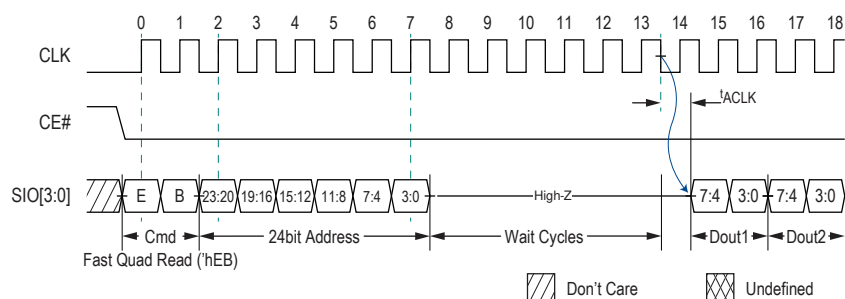 0 1 2 3 4 5 6 7 8 9 10 11 12 13 14 15 16 17 18
CLK
tACLK
CE#
SIO[3:0] E B 23:20 19:16 15:12 11:8 7:4 3:0 High-Z 7:4 3:0 7:4 3:0
Cmd 24bit Address Wait Cycles Dout1 Dout2
Fast Quad Read ('hEB)
Don't Care Undefined